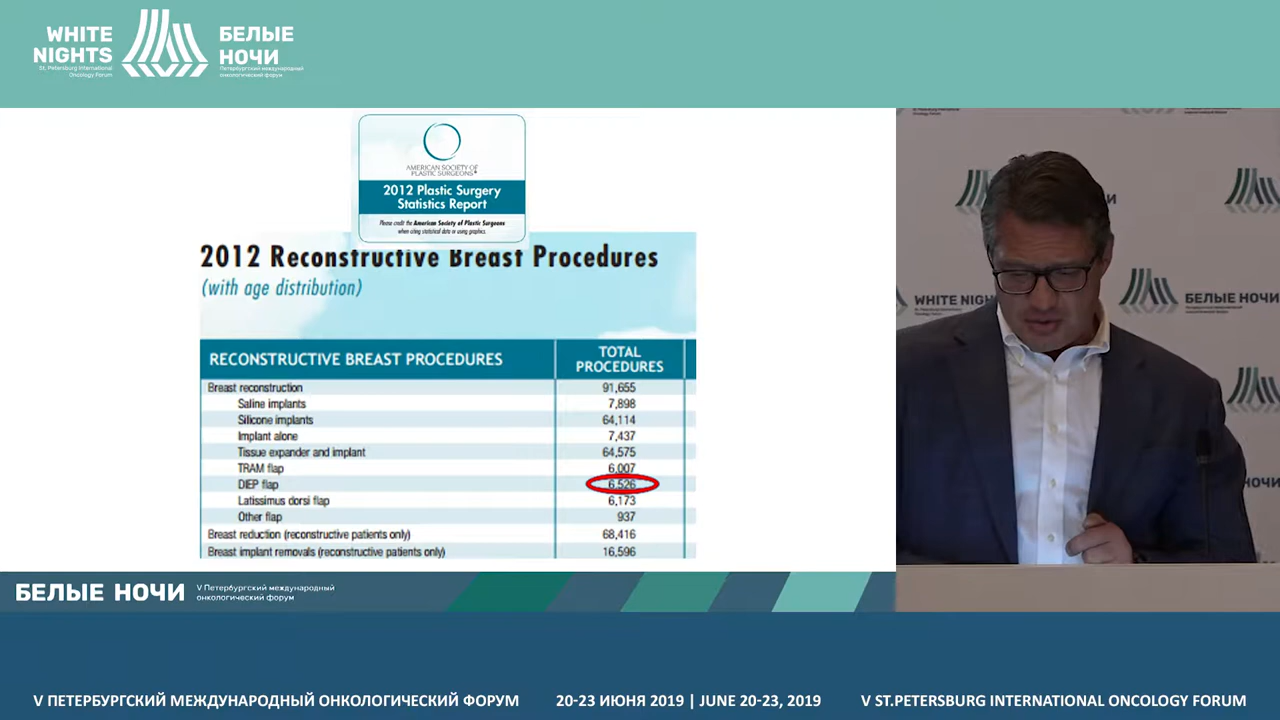 WHITE
NIGHTS
St. Petersburg International
Oncology Forum
БЕЛЫЕ
НОЧИ
Петербургский международный
онкологический форум
AMERICAN SOCIETY OF
PLASTIC SURGEONS®
2012 Plastic Surgery
Statistics Report
Please credit the American Society of Plastic Surgeons
when citing statistical data or using graphics.
2012 Reconstructive Breast Procedures
(with age distribution)
RECONSTRUCTIVE BREAST PROCEDURES TOTAL PROCEDURES
Breast reconstruction 91,655
Saline implants 7,898
Silicone implants 64,114
Implant alone 7,437
Tissue expander and implant 64,575
TRAM flap 6,007
DIEP flap 6,526
Latissimus dorsi flap 6,173
Other flap 937
Breast reduction (reconstructive patients only) 68,416
Breast implant removals (reconstructive patients only) 16,596
WHITE NIGH
БЕЛЫЕ НОЧИ
БЕЛЫЕ НОЧИ
V Петербургский международный
онкологический форум
V ПЕТЕРБУРГСКИЙ МЕЖДУНАРОДНЫЙ ОНКОЛОГИЧЕСКИЙ ФОРУМ 20-23 ИЮНЯ 2019 | JUNE 20-23, 2019 V ST.PETERSBURG INTERNATIONAL ONCOLOGY FORUM